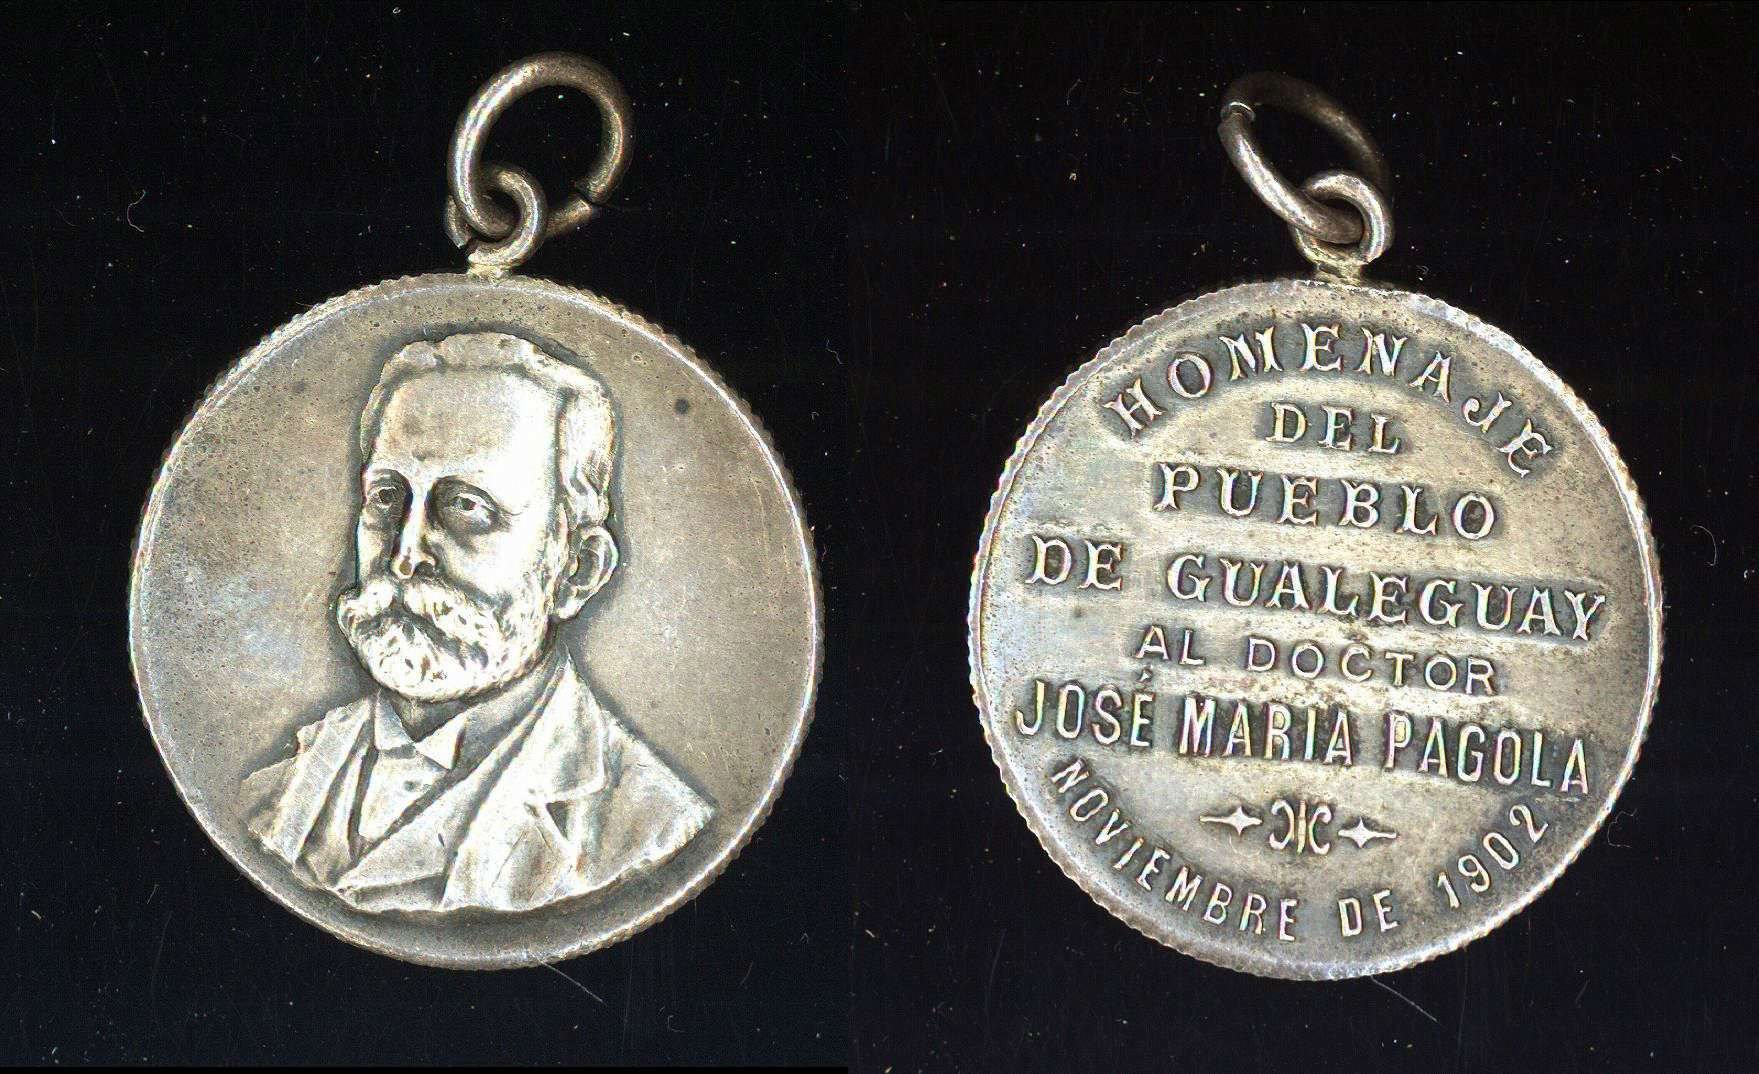 HOMENAJE
DEL
PUEBLO
DE GUALEGUAY
AL DOCTOR
JOSÉ MARIA PAGOLA
NOVIEMBRE DE 1902